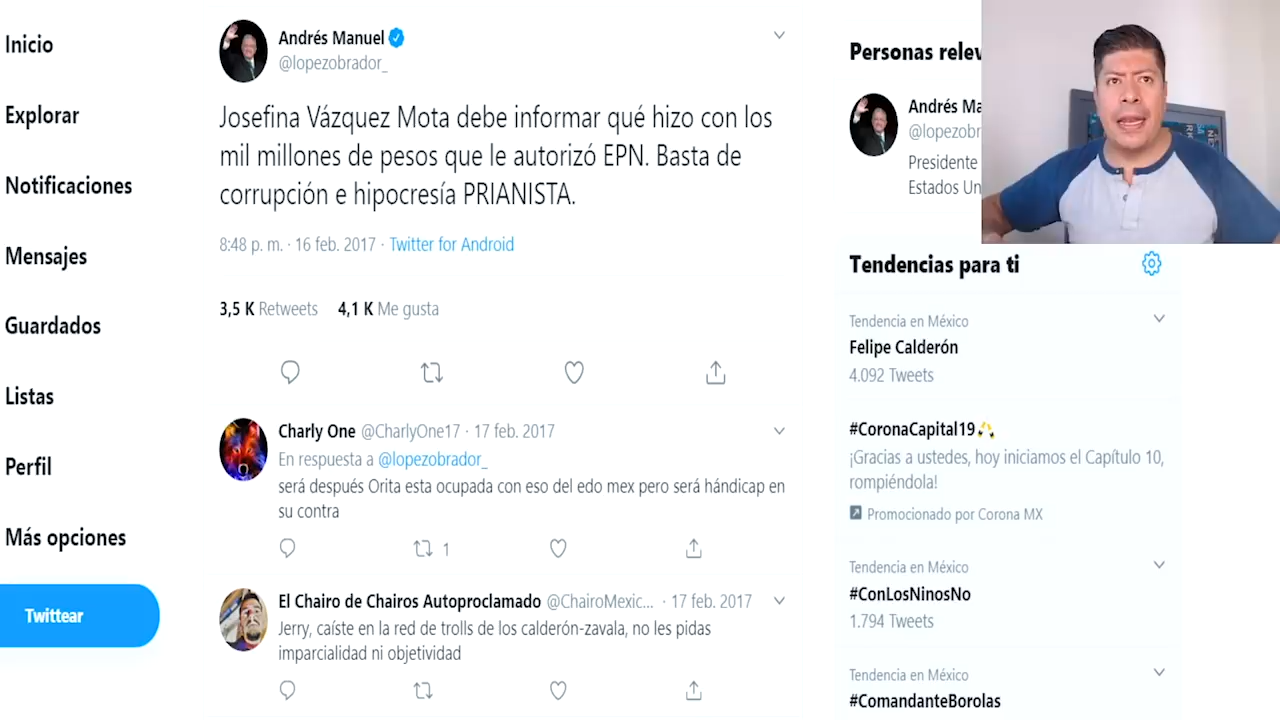 Inicio
Explorar
Notificaciones
Mensajes
Guardados
Listas
Perfil
Más opciones
Twittear
Andrés Manuel
@lopezobrador_
Josefina Vázquez Mota debe informar qué hizo con los
mil millones de pesos que le autorizó EPN. Basta de
corrupción e hipocresía PRIANISTA.
8:48 p. m. · 16 feb. 2017 · Twitter for Android
3,5 K Retweets 4,1 K Me gusta
Charly One @CharlyOne17 · 17 feb. 2017
En respuesta a @lopezobrador_
será después Orita esta ocupada con eso del edo mex pero será hándicap en
su contra
1
El Chairo de Chairos Autoproclamado @ChairoMexic... · 17 feb. 2017
Jerry, caíste en la red de trolls de los calderón-zavala, no les pidas
imparcialidad ni objetividad
Personas relev
Andrés Ma
@lopezobr
Presidente
Estados Un
Tendencias para ti
Tendencia en México
Felipe Calderón
4.092 Tweets
#CoronaCapital19
¡Gracias a ustedes, hoy iniciamos el Capítulo 10,
rompiéndola!
Promocionado por Corona MX
Tendencia en México
#ConLosNinosNo
1.794 Tweets
Tendencia en México
#ComandanteBorolas